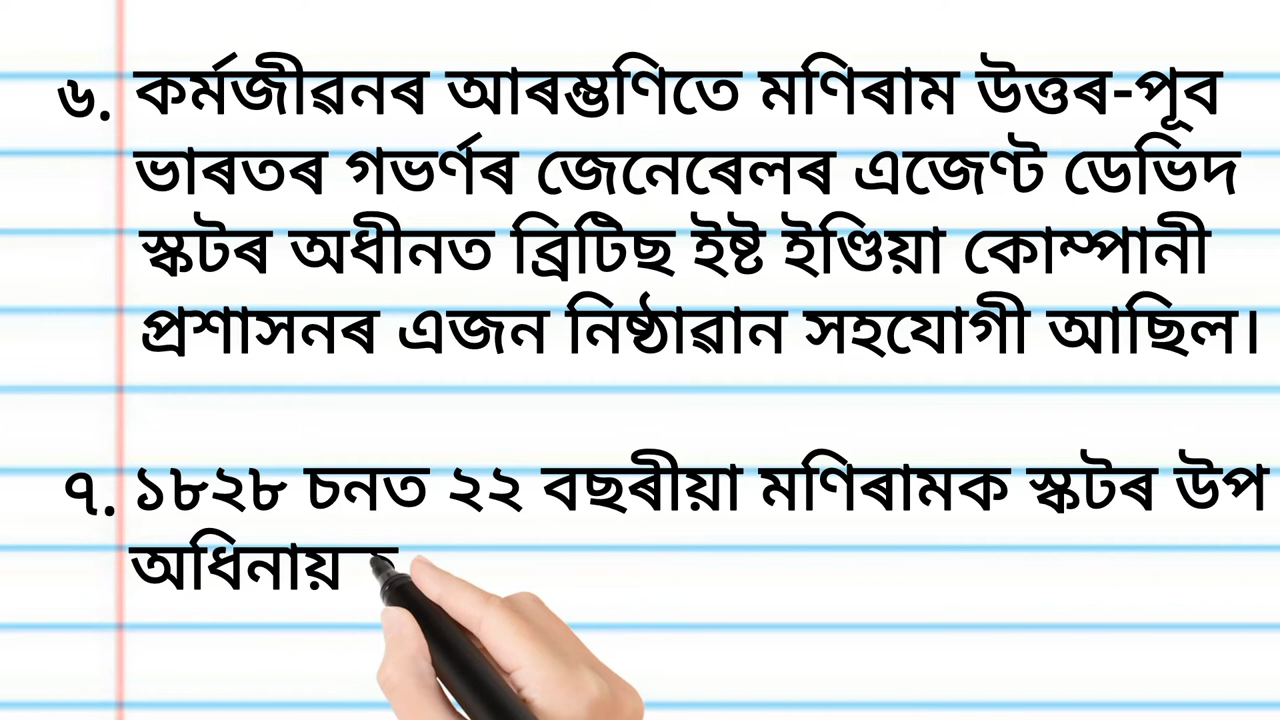 ৬. কৰ্মজীৱনৰ আৰম্ভণিতে মণিৰাম উত্তৰ-পূব
ভাৰতৰ গভৰ্ণৰ জেনেৰেলৰ এজেণ্ট ডেভিদ
স্কটৰ অধীনত ব্ৰিটিছ ইষ্ট ইণ্ডিয়া কোম্পানী
প্ৰশাসনৰ এজন নিষ্ঠাৱান সহযোগী আছিল।
৭. ১৮২৮ চনত ২২ বছৰীয়া মণিৰামক স্কটৰ উপ